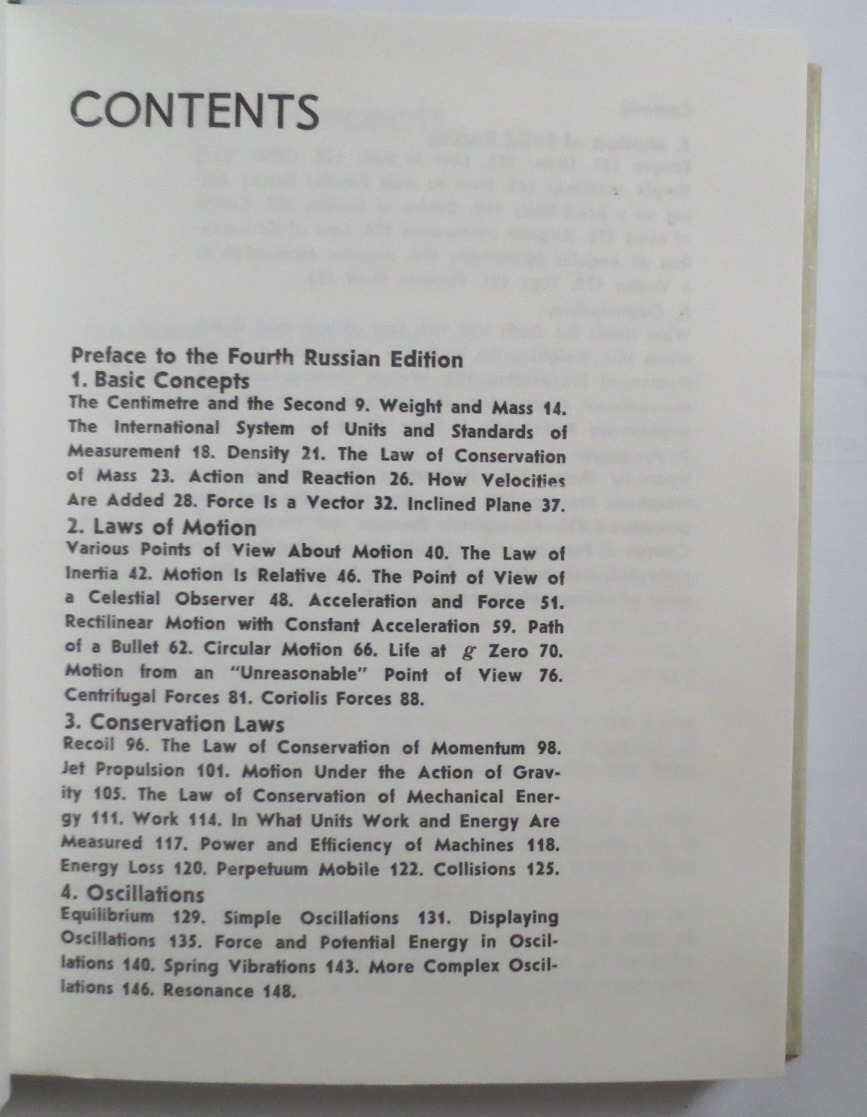 CONTENTS
Preface to the Fourth Russian Edition
1. Basic Concepts
The Centimetre and the Second 9. Weight and Mass 14.
The International System of Units and Standards of
Measurement 18. Density 21. The Law of Conservation
of Mass 23. Action and Reaction 26. How Velocities
Are Added 28. Force Is a Vector 32. Inclined Plane 37.
2. Laws of Motion
Various Points of View About Motion 40. The Law of
Inertia 42. Motion Is Relative 46. The Point of View of
a Celestial Observer 48. Acceleration and Force 51.
Rectilinear Motion with Constant Acceleration 59. Path
of a Bullet 62. Circular Motion 66. Life at g Zero 70.
Motion from an "Unreasonable" Point of View 76.
Centrifugal Forces 81. Coriolis Forces 88.
3. Conservation Laws
Recoil 96. The Law of Conservation of Momentum 98.
Jet Propulsion 101. Motion Under the Action of Grav-
ity 105. The Law of Conservation of Mechanical Ener-
gy 111. Work 114. In What Units Work and Energy Are
Measured 117. Power and Efficiency of Machines 118.
Energy Loss 120. Perpetuum Mobile 122. Collisions 125.
4. Oscillations
Equilibrium 129. Simple Oscillations 131. Displaying
Oscillations 135. Force and Potential Energy in Oscil-
lations 140. Spring Vibrations 143. More Complex Oscil-
lations 146. Resonance 148.